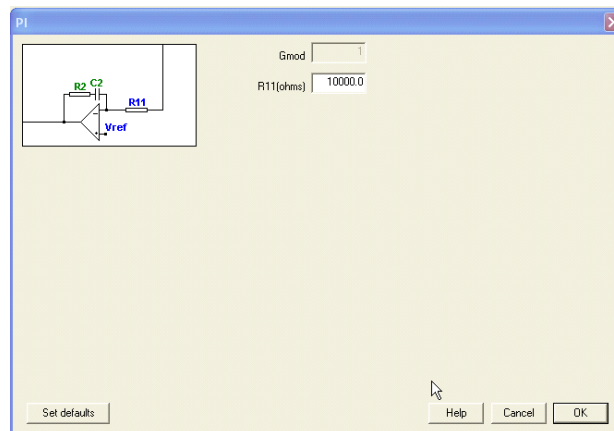 PI
R2 C2
R11
Vref
Gmod 1
R11(ohms) 10000.0
Set defaults Help Cancel OK